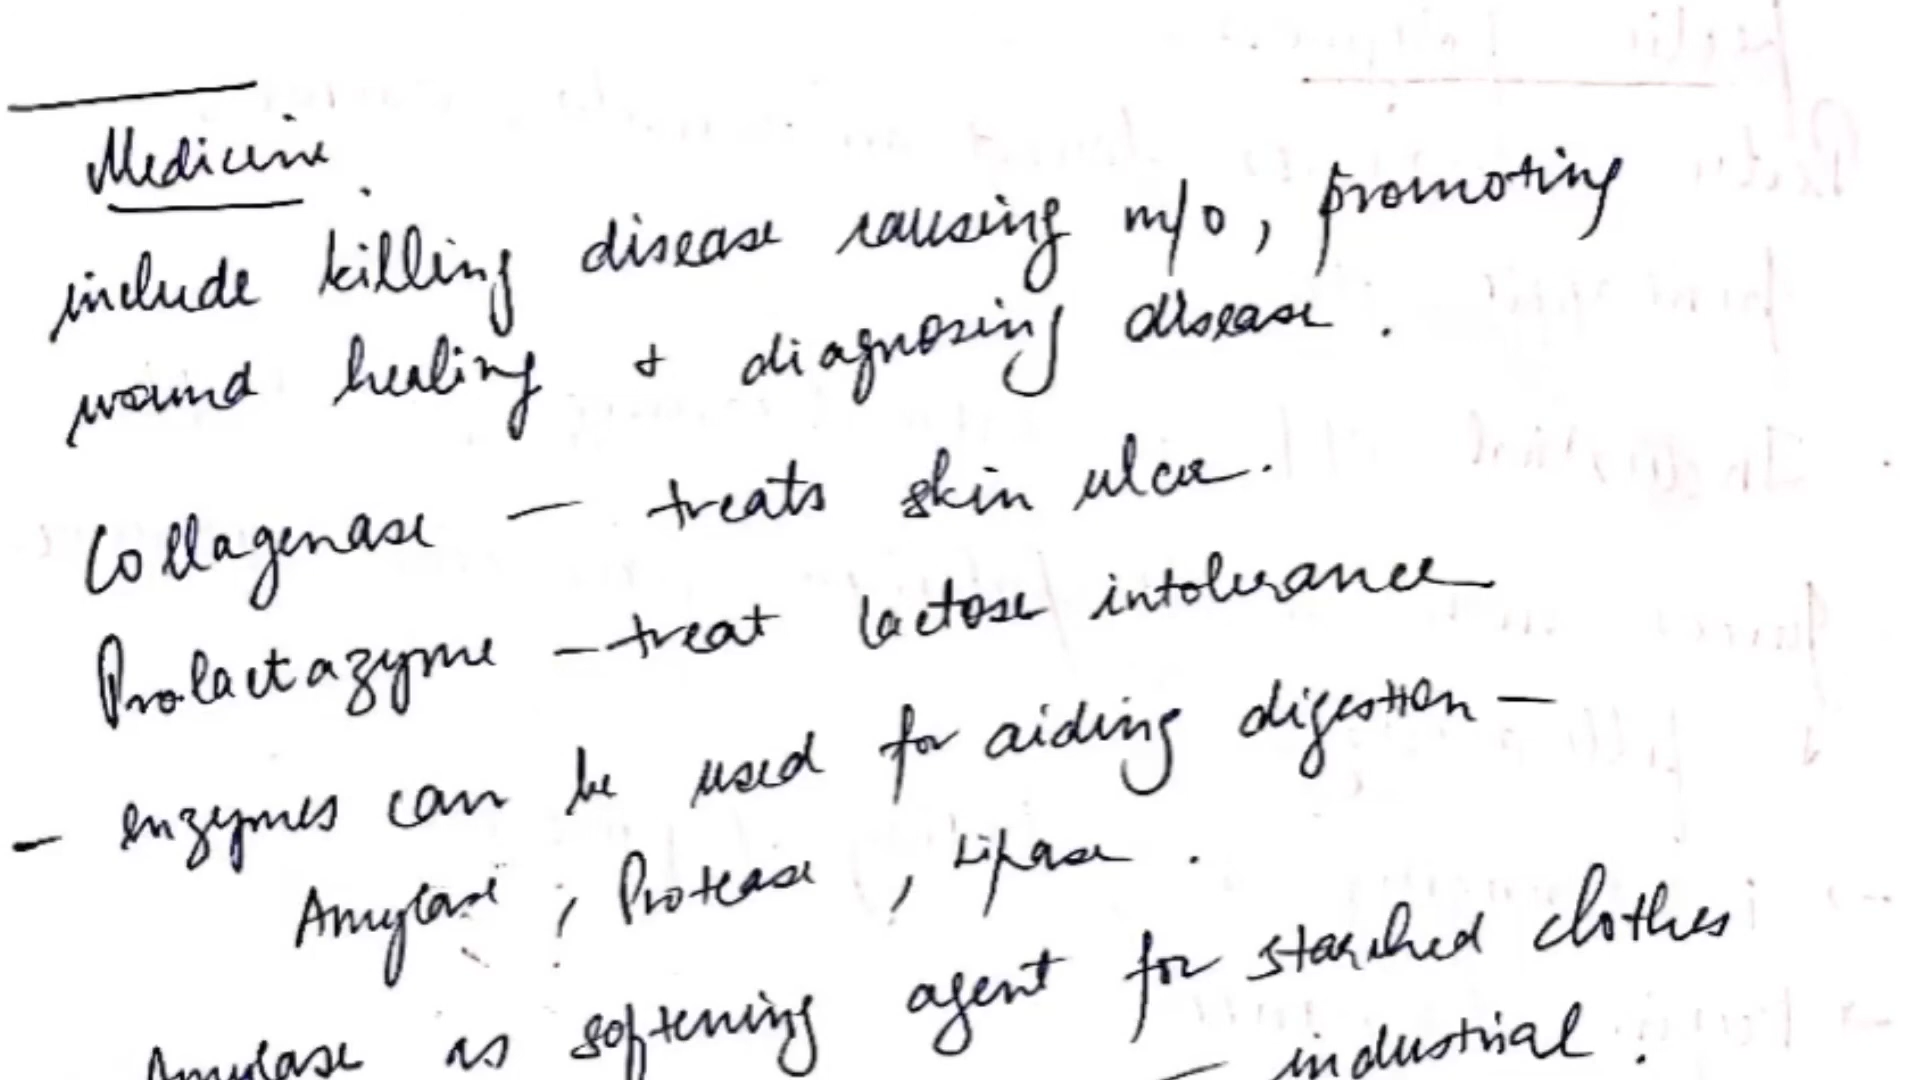 Medicine
include killing disease causing m/o, promoting
wound healing & diagnosing disease.
Collagenase — treats skin ulcer.
Prolactazyme — treat lactose intolerance
- enzymes can be used for aiding digestion —
Amylase, Protease, Lipase.
Amylase as softening agent for starched clothes
— industrial.